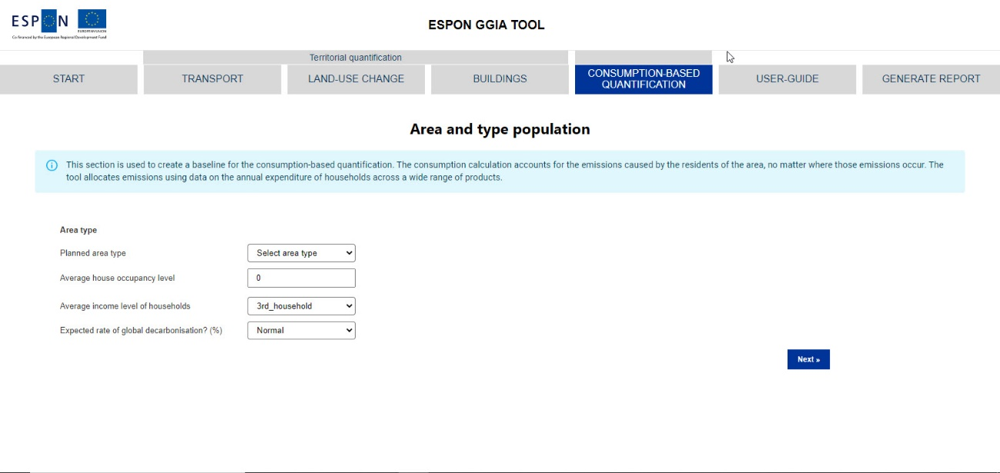 ESPON
EUROPEAN UNION
Co-financed by the European Regional Development Fund
ESPON GGIA TOOL
Territorial quantification
START
TRANSPORT
LAND-USE CHANGE
BUILDINGS
CONSUMPTION-BASED
QUANTIFICATION
USER-GUIDE
GENERATE REPORT
Area and type population
This section is used to create a baseline for the consumption-based quantification. The consumption calculation accounts for the emissions caused by the residents of the area, no matter where those emissions occur. The
tool allocates emissions using data on the annual expenditure of households across a wide range of products.
Area type
Planned area type
Select area type
Average house occupancy level
0
Average income level of households
3rd_household
Expected rate of global decarbonisation? (%)
Normal
Next »